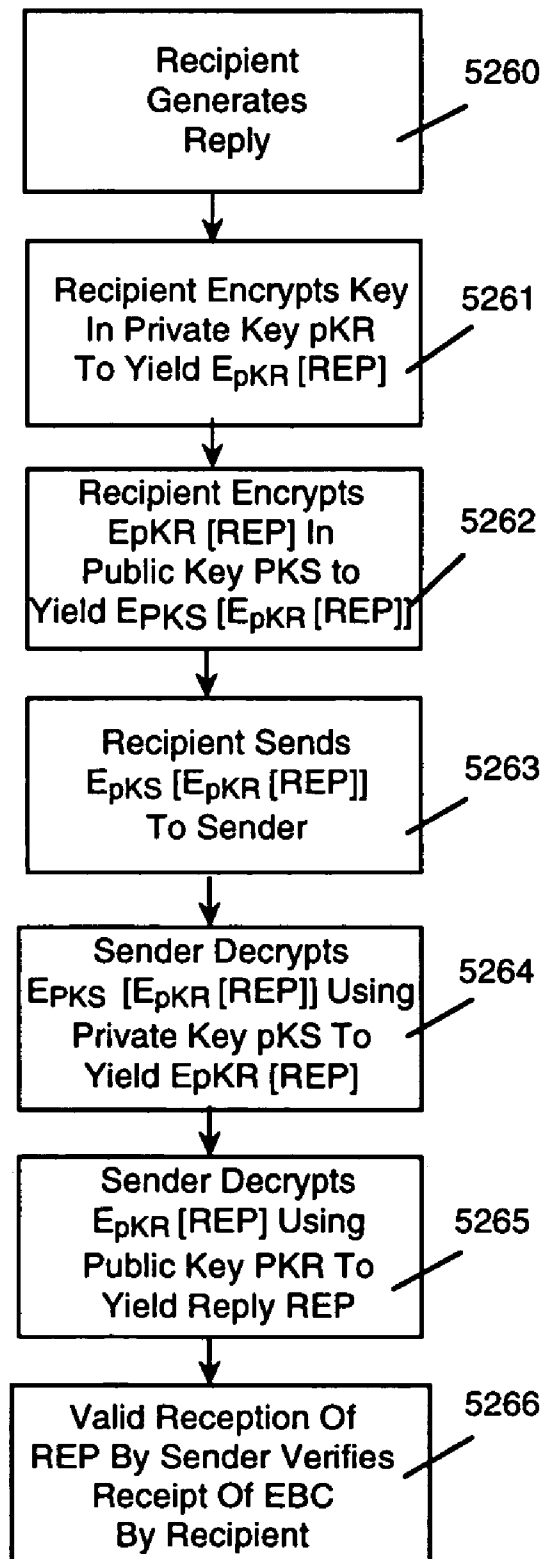 Recipient
Generates
Reply
5260
Recipient Encrypts Key
In Private Key pKR
To Yield EpKR [REP]
5261
Recipient Encrypts
EpKR [REP] In
Public Key PKS to
Yield EPKS [EpKR [REP]]
5262
Recipient Sends
EpKS [EpKR [REP]]
To Sender
5263
Sender Decrypts
EPKS [EpKR [REP]] Using
Private Key pKS To
Yield EpKR [REP]
5264
Sender Decrypts
EpKR [REP] Using
Public Key PKR To
Yield Reply REP
5265
Valid Reception Of
REP By Sender Verifies
Receipt Of EBC
By Recipient
5266